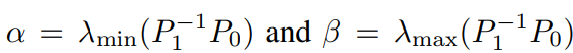 α = λ_min(P_1^{-1}P_0) and β = λ_max(P_1^{-1}P_0)